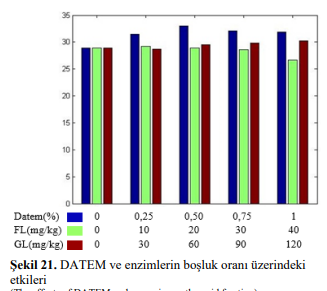 35
30
25
20
15
10
5
0
Datem(%) 0 0,25 0,50 0,75 1
FL(mg/kg) 0 10 20 30 40
GL(mg/kg) 0 30 60 90 120
Şekil 21. DATEM ve enzimlerin boşluk oranı üzerindeki
etkileri